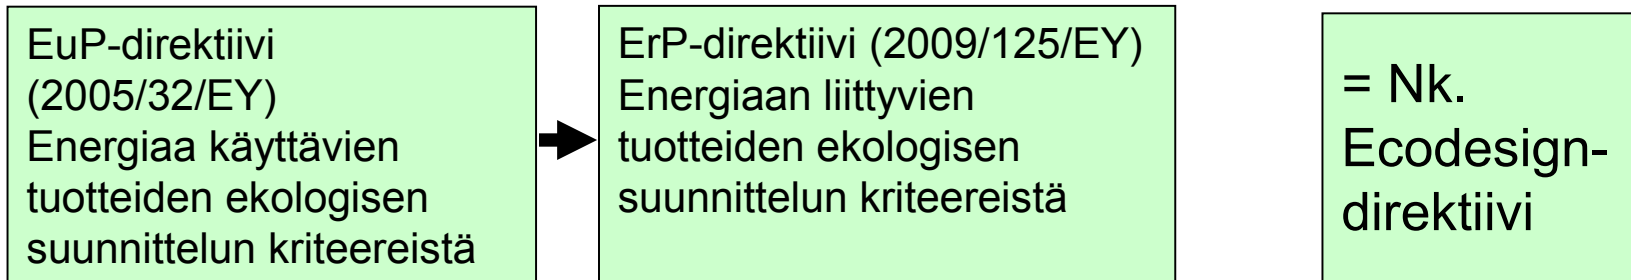 EuP-direktiivi
(2005/32/EY)
Energiaa käyttävien
tuotteiden ekologisen
suunnittelun kriteereistä
ErP-direktiivi (2009/125/EY)
Energiaan liittyvien
tuotteiden ekologisen
suunnittelun kriteereistä
= Nk.
Ecodesign-
direktiivi